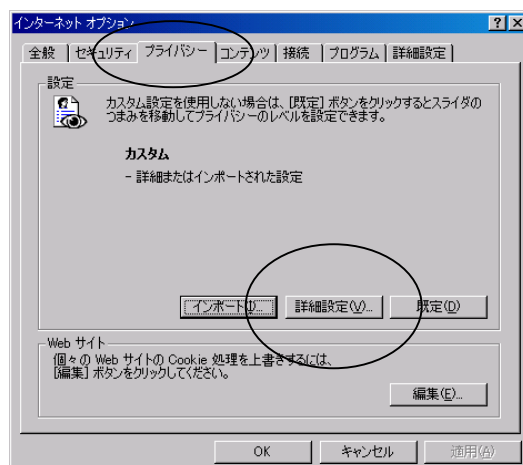 インターネット オプション
全般 セキュリティ プライバシー コンテンツ 接続 プログラム 詳細設定
設定
カスタム設定を使用しない場合は、[既定] ボタンをクリックするとスライダの
つまみを移動してプライバシーのレベルを設定できます。
カスタム
- 詳細またはインポートされた設定
インポート(I)... 詳細設定(V)... 既定(D)
Web サイト
個々の Web サイトの Cookie 処理を上書きするには、
[編集] ボタンをクリックしてください。
編集(E)...
OK キャンセル 適用(A)